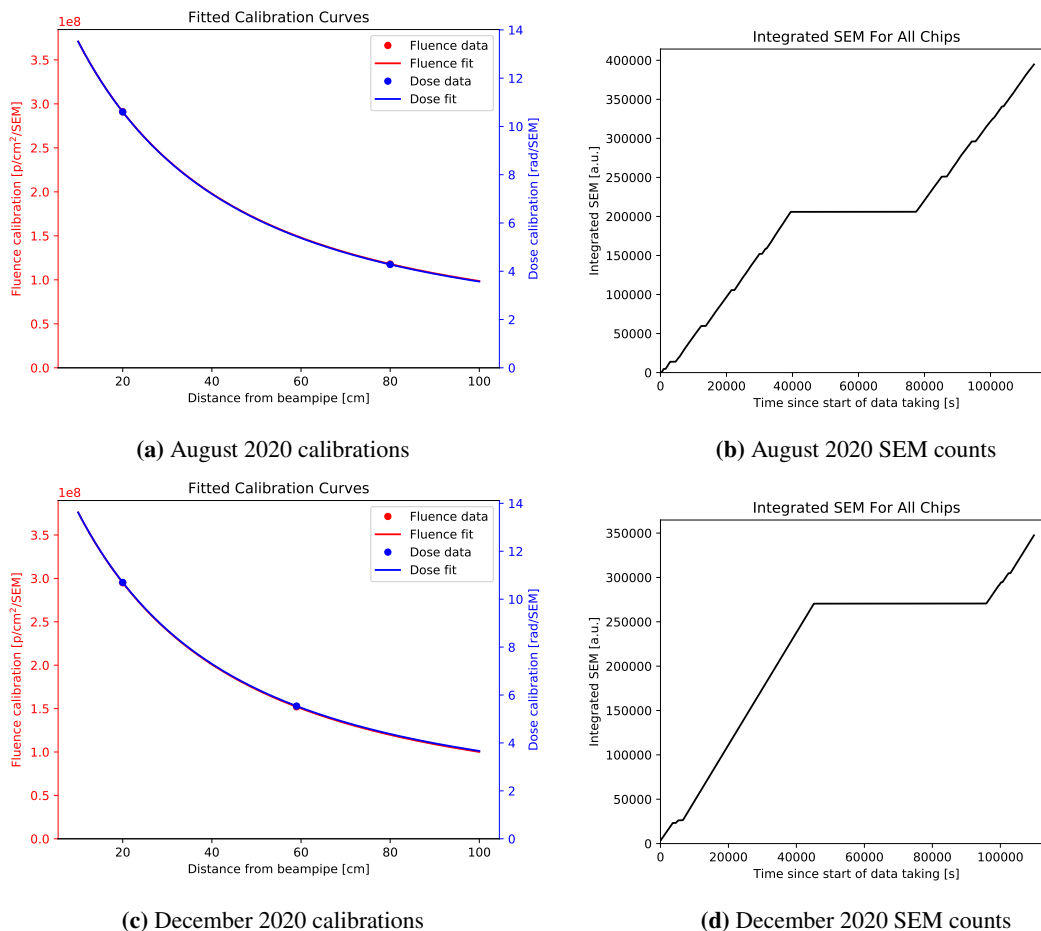 Fitted Calibration Curves
1e8
Fluence calibration [p/cm²/SEM]
3.5
3.0
2.5
2.0
1.5
1.0
0.5
0.0
20
40
60
80
100
Distance from beampipe [cm]
14
12
10
8
6
4
2
0
Dose calibration [rad/SEM]
Fluence data
Fluence fit
Dose data
Dose fit
(a) August 2020 calibrations
Integrated SEM For All Chips
Integrated SEM [a.u.]
400000
350000
300000
250000
200000
150000
100000
50000
0
0
20000
40000
60000
80000
100000
Time since start of data taking [s]
(b) August 2020 SEM counts
Fitted Calibration Curves
1e8
Fluence calibration [p/cm²/SEM]
3.5
3.0
2.5
2.0
1.5
1.0
0.5
0.0
20
40
60
80
100
Distance from beampipe [cm]
14
12
10
8
6
4
2
0
Dose calibration [rad/SEM]
Fluence data
Fluence fit
Dose data
Dose fit
(c) December 2020 calibrations
Integrated SEM For All Chips
Integrated SEM [a.u.]
350000
300000
250000
200000
150000
100000
50000
0
0
20000
40000
60000
80000
100000
Time since start of data taking [s]
(d) December 2020 SEM counts